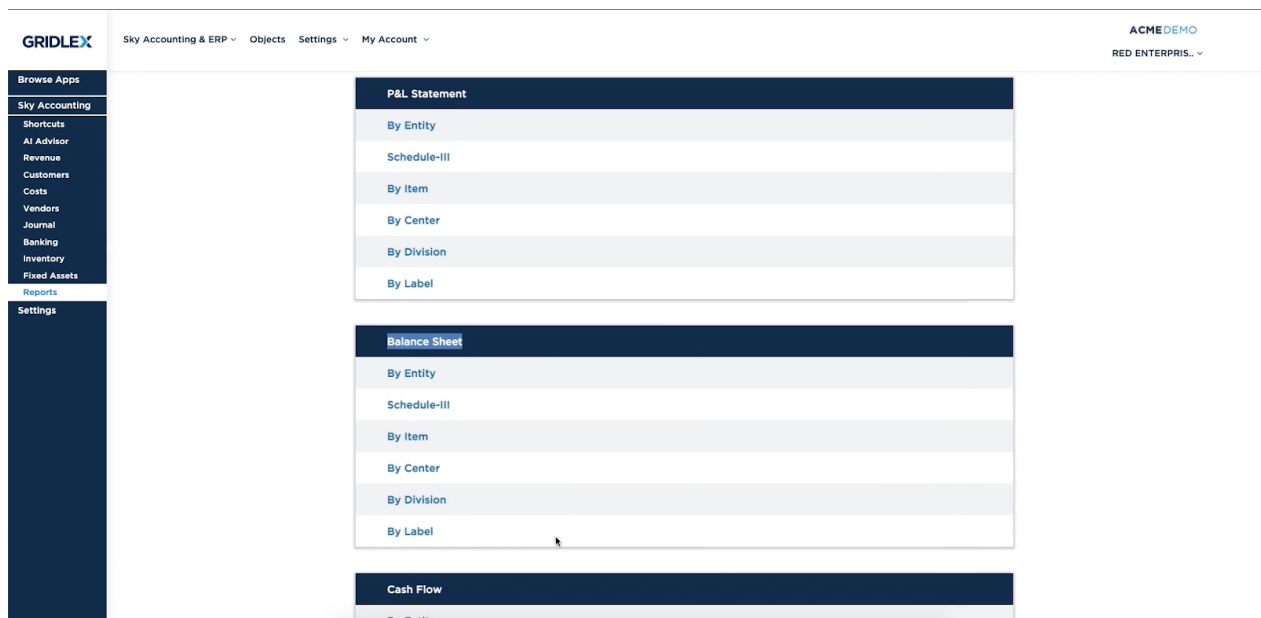 GRIDLEX
Sky Accounting & ERP
Objects
Settings
My Account
ACMEDEMO
RED ENTERPRIS..
Browse Apps
Sky Accounting
Shortcuts
AI Advisor
Revenue
Customers
Costs
Vendors
Journal
Banking
Inventory
Fixed Assets
Reports
Settings
P&L Statement
By Entity
Schedule-III
By Item
By Center
By Division
By Label
Balance Sheet
By Entity
Schedule-III
By Item
By Center
By Division
By Label
Cash Flow